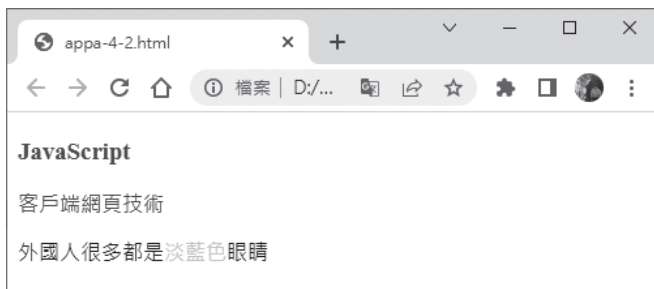 appa-4-2.html
檔案 | D:/...
JavaScript
客戶端網頁技術
外國人很多都是淡藍色眼睛